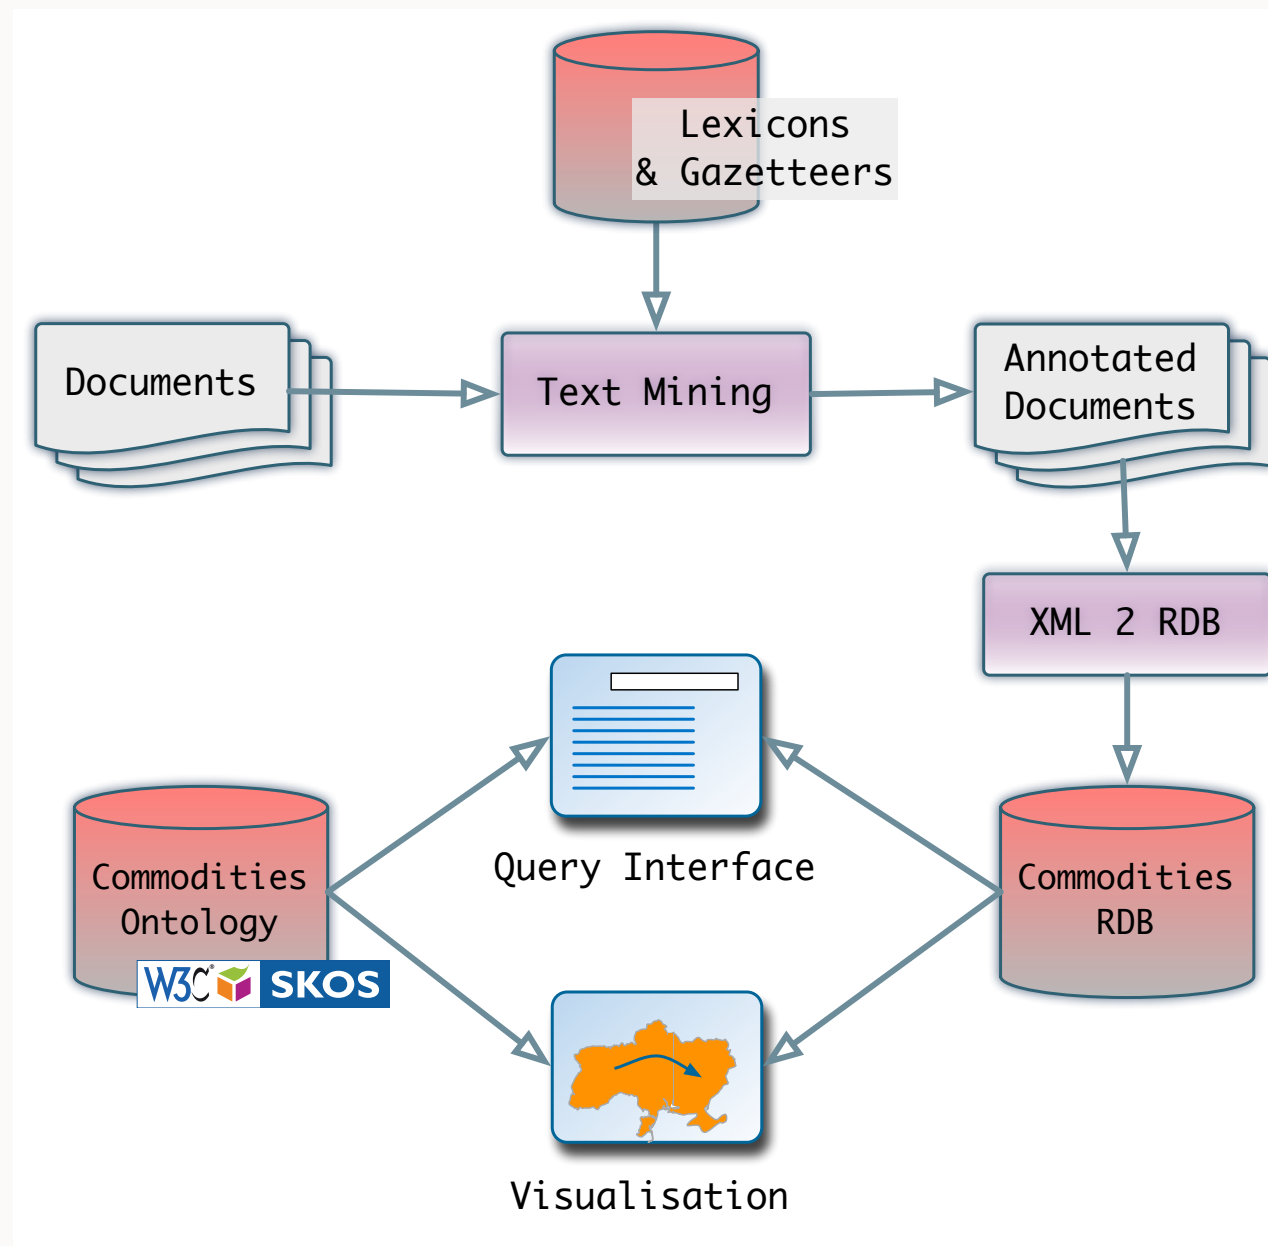 Lexicons
& Gazetteers
Documents
Text Mining
Annotated
Documents
XML 2 RDB
Query Interface
Commodities
Ontology
W3C® SKOS
Commodities
RDB
Visualisation